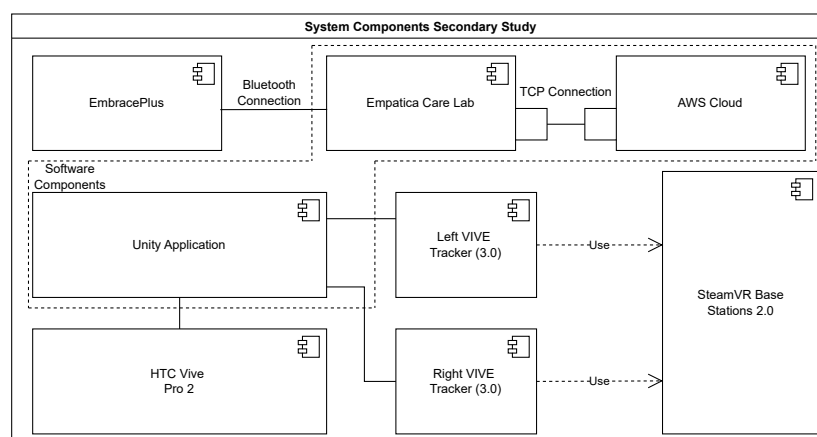 System Components Secondary Study
EmbracePlus
Bluetooth
Connection
Empatica Care Lab
TCP Connection
AWS Cloud
Software
Components
Unity Application
Left VIVE
Tracker (3.0)
Use
SteamVR Base
Stations 2.0
HTC Vive
Pro 2
Right VIVE
Tracker (3.0)
Use